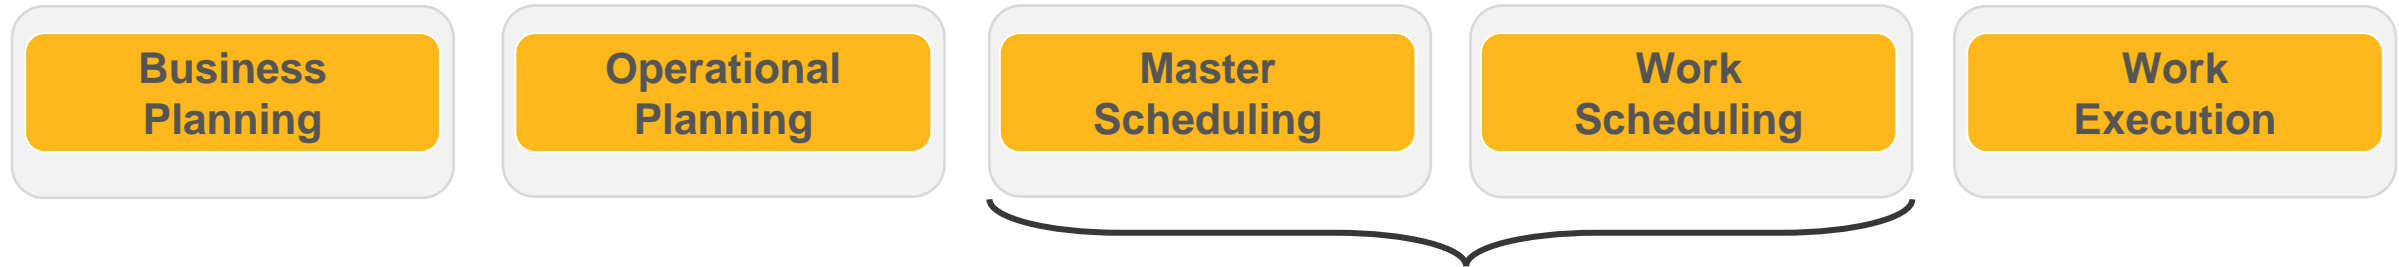 Business
Planning
Operational
Planning
Master
Scheduling
Work
Scheduling
Work
Execution